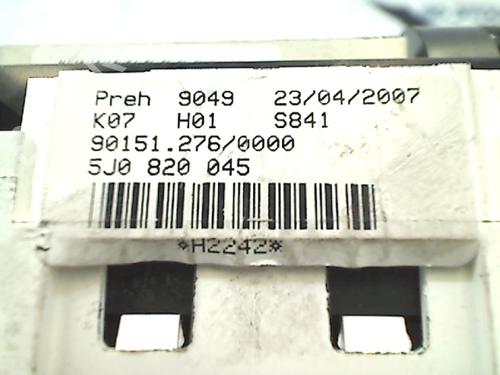 Preh 9049 23/04/2007
K07 H01 S841
90151.276/0000
5J0 820 045
*H2242*